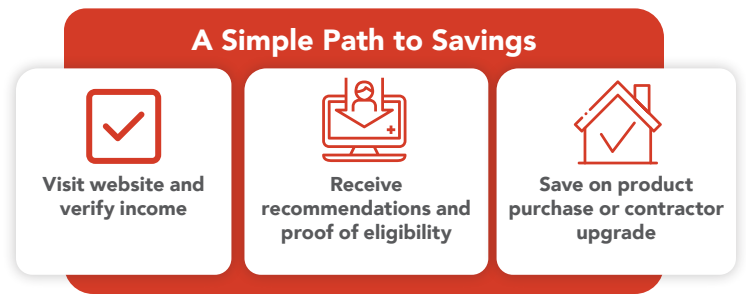 A Simple Path to Savings
Visit website and
verify income
Receive
recommendations and
proof of eligibility
Save on product
purchase or contractor
upgrade